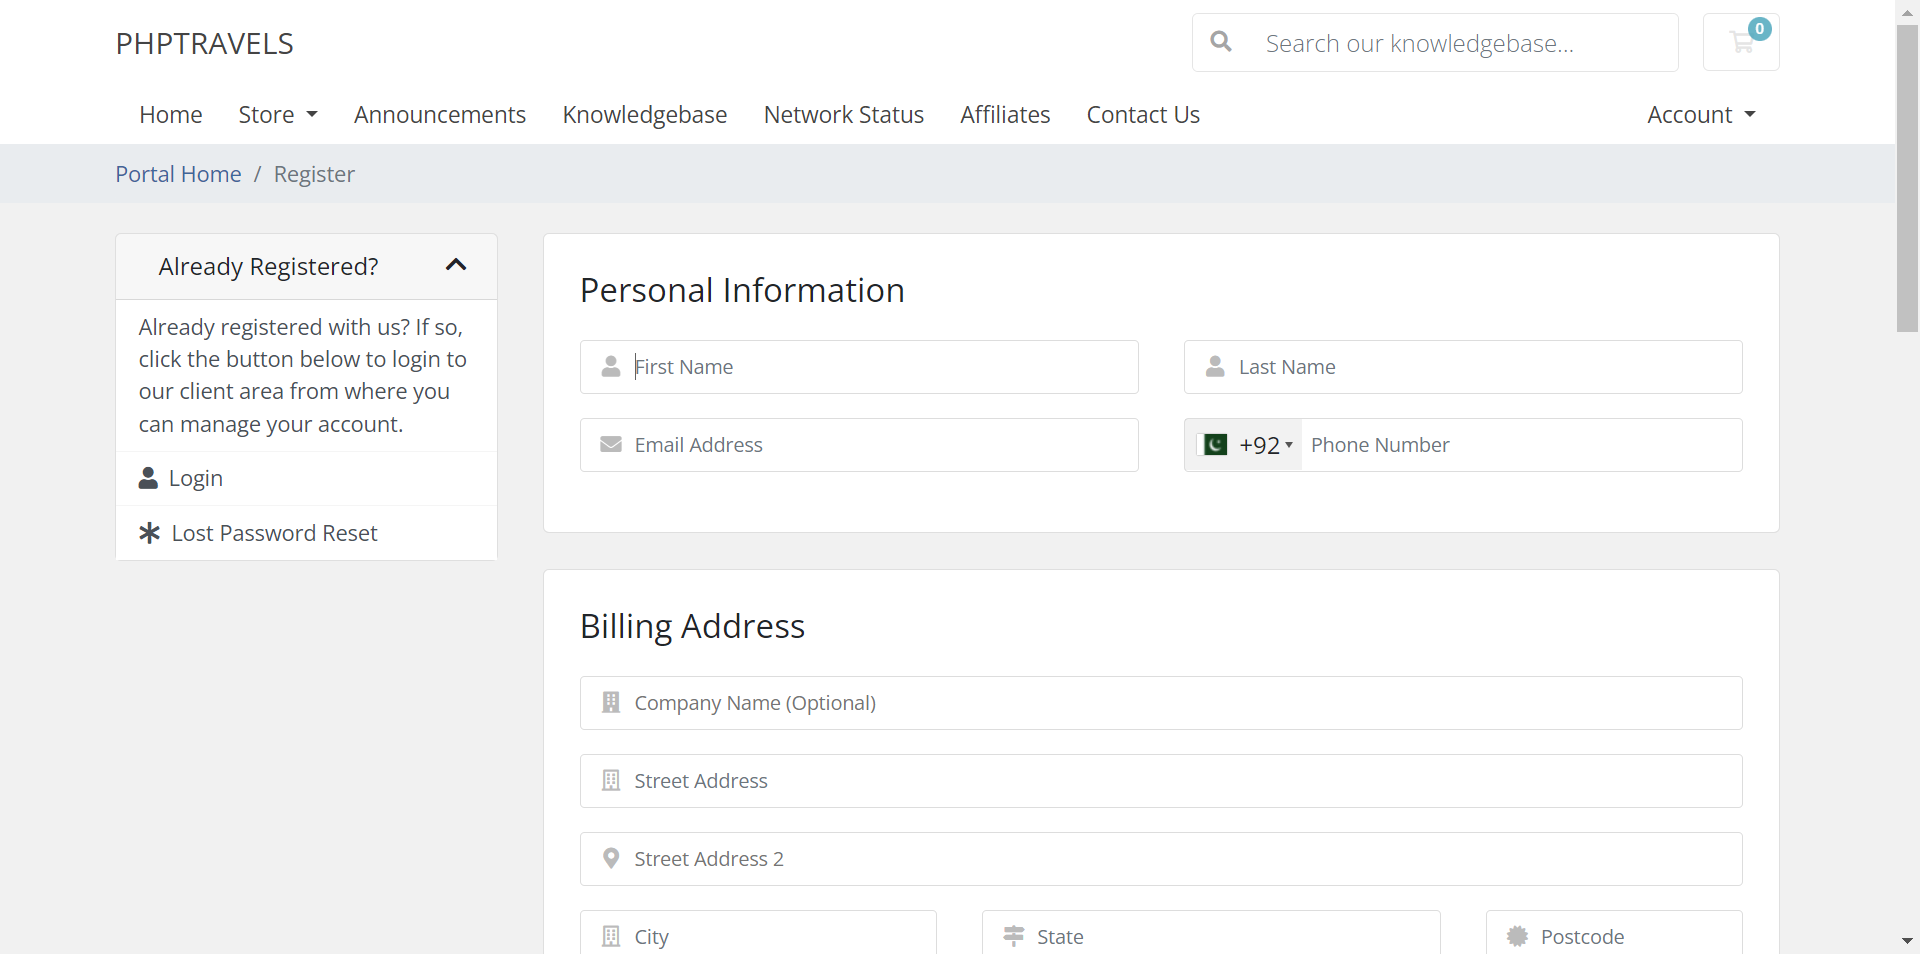 PHPTRAVELS
Search our knowledgebase...
0
Home Store Announcements Knowledgebase Network Status Affiliates Contact Us Account
Portal Home / Register
Already Registered?
Already registered with us? If so,
click the button below to login to
our client area from where you
can manage your account.
Login
Lost Password Reset
Personal Information
First Name Last Name
Email Address +92 Phone Number
Billing Address
Company Name (Optional)
Street Address
Street Address 2
City State Postcode